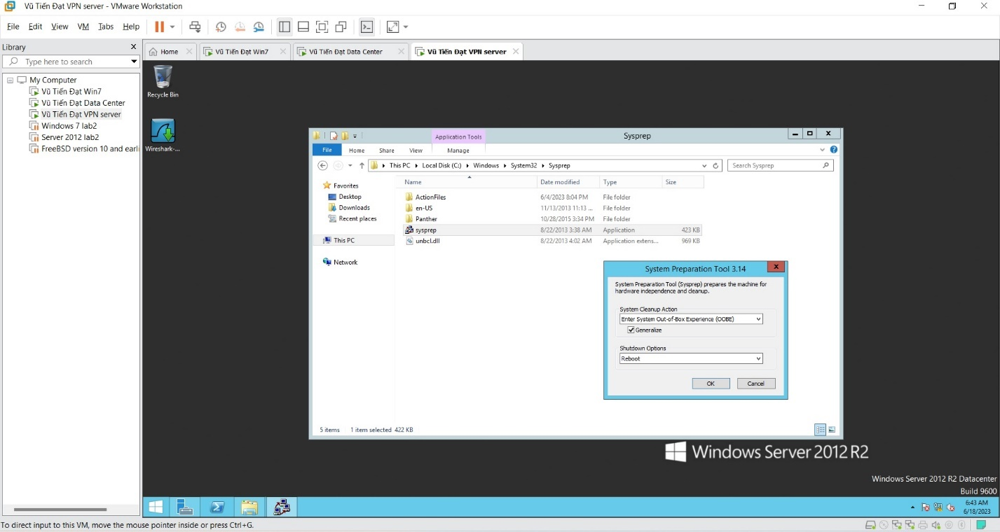 Vũ Tiến Đạt VPN server - VMware Workstation
File Edit View VM Tabs Help
Library
Type here to search
My Computer
Vũ Tiến Đạt Win7
Vũ Tiến Đạt Data Center
Vũ Tiến Đạt VPN server
Windows 7 lab2
Server 2012 lab2
FreeBSD version 10 and earli
Home
Vũ Tiến Đạt Win7
Vũ Tiến Đạt Data Center
Vũ Tiến Đạt VPN server
Recycle Bin
Wireshark-...
Application Tools
Sysprep
File Home Share View Manage
This PC Local Disk (C:) Windows System32 Sysprep
Search Sysprep
Favorites
Desktop
Downloads
Recent places
This PC
Network
Name Date modified Type Size
ActionFiles 6/4/2023 8:04 PM File folder
en-US 11/13/2013 11:13 ... File folder
Panther 10/28/2015 3:34 PM File folder
sysprep 8/22/2013 3:38 AM Application 423 KB
unbcl.dll 8/22/2013 4:02 AM Application extens... 969 KB
System Preparation Tool 3.14
System Preparation Tool (Sysprep) prepares the machine for
hardware independence and cleanup.
System Cleanup Action
Enter System Out-of-Box Experience (OOBE)
Generalize
Shutdown Options
Reboot
OK Cancel
5 items 1 item selected 422 KB
Windows Server 2012 R2
Windows Server 2012 R2 Datacenter
Build 9600
6:43 AM
6/18/2023
To direct input to this VM, move the mouse pointer inside or press Ctrl+G.